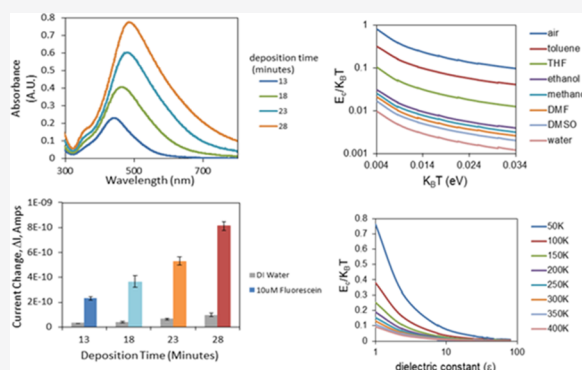 0.8
0.7
0.6
0.5
0.4
0.3
0.2
0.1
0
Absorbance
(A.U.)
300
500
700
Wavelength (nm)
deposition time
(minutes)
13
18
23
28
1
0.1
0.01
0.001
Ec/KBT
0.004
0.014
0.024
0.034
KBT (eV)
air
toluene
THF
ethanol
methanol
DMF
DMSO
water
1E-09
8E-10
6E-10
4E-10
2E-10
0
Current Change, ΔI, Amps
13
18
23
28
Deposition Time (Minutes)
DI Water
10uM Fluorescein
0.8
0.7
0.6
0.5
0.4
0.3
0.2
0.1
0
Ec/KBT
1
10
100
dielectric constant (ε)
50K
100K
150K
200K
250K
300K
350K
400K